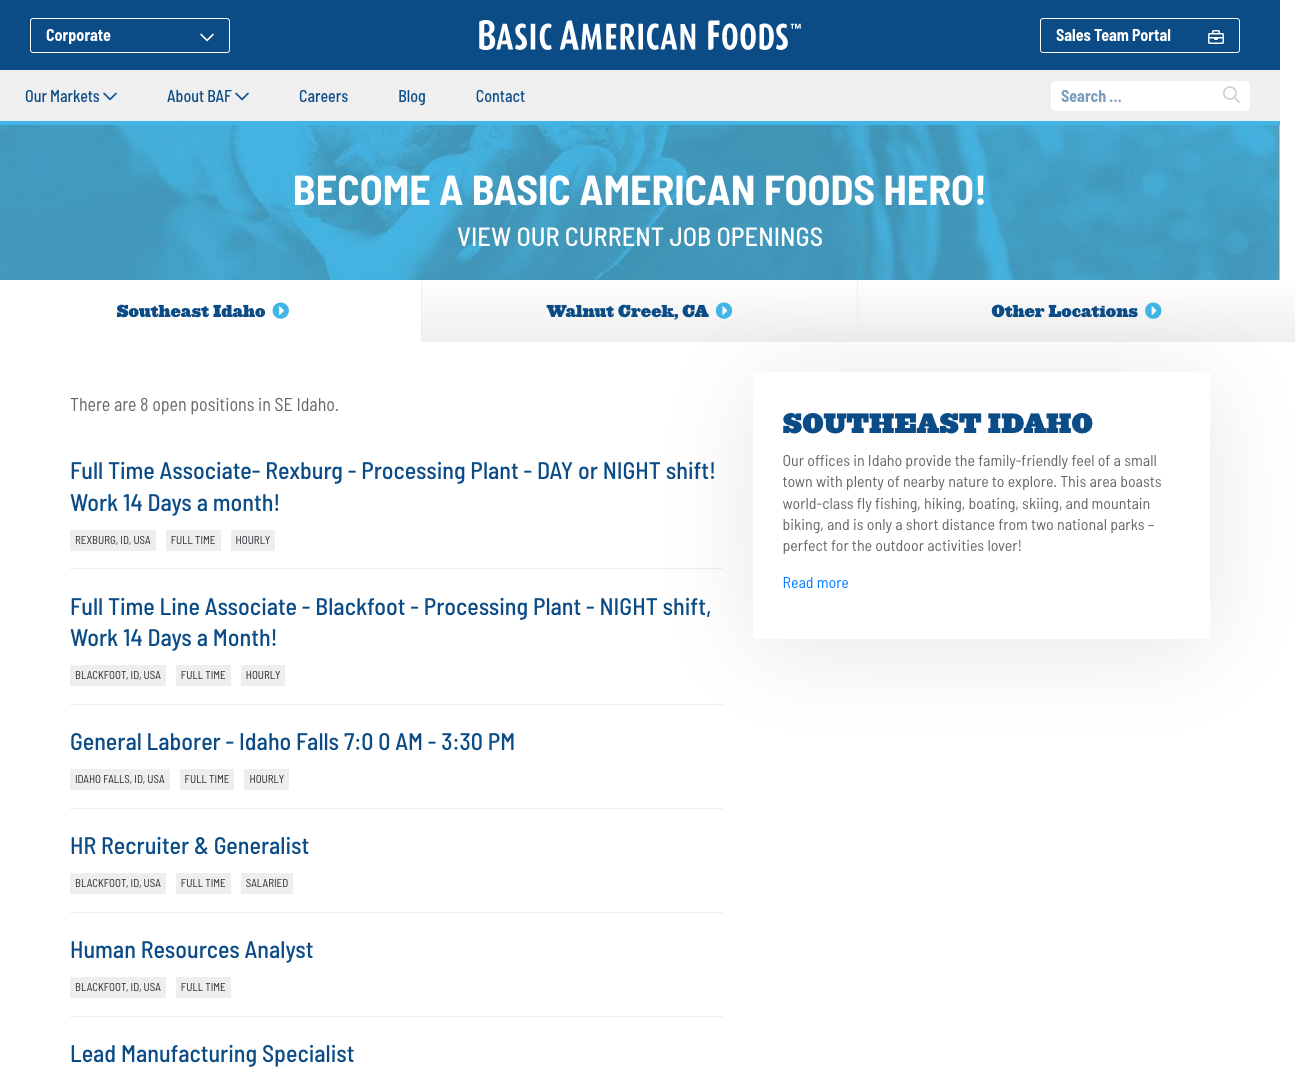 Corporate
BASIC AMERICAN FOODS™
Sales Team Portal
Our Markets
About BAF
Careers
Blog
Contact
Search ...
BECOME A BASIC AMERICAN FOODS HERO!
VIEW OUR CURRENT JOB OPENINGS
Southeast Idaho
Walnut Creek, CA
Other Locations
There are 8 open positions in SE Idaho.
Full Time Associate- Rexburg - Processing Plant - DAY or NIGHT shift!
Work 14 Days a month!
REXBURG, ID, USA
FULL TIME
HOURLY
Full Time Line Associate - Blackfoot - Processing Plant - NIGHT shift,
Work 14 Days a Month!
BLACKFOOT, ID, USA
FULL TIME
HOURLY
General Laborer - Idaho Falls 7:0 0 AM - 3:30 PM
IDAHO FALLS, ID, USA
FULL TIME
HOURLY
HR Recruiter & Generalist
BLACKFOOT, ID, USA
FULL TIME
SALARIED
Human Resources Analyst
BLACKFOOT, ID, USA
FULL TIME
Lead Manufacturing Specialist
SOUTHEAST IDAHO
Our offices in Idaho provide the family-friendly feel of a small
town with plenty of nearby nature to explore. This area boasts
world-class fly fishing, hiking, boating, skiing, and mountain
biking, and is only a short distance from two national parks –
perfect for the outdoor activities lover!
Read more